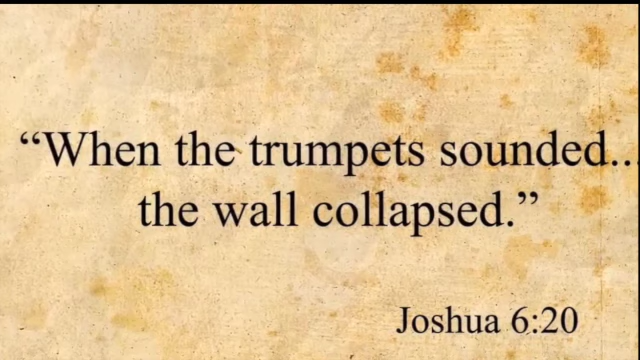 “When the trumpets sounded...
the wall collapsed.”
Joshua 6:20